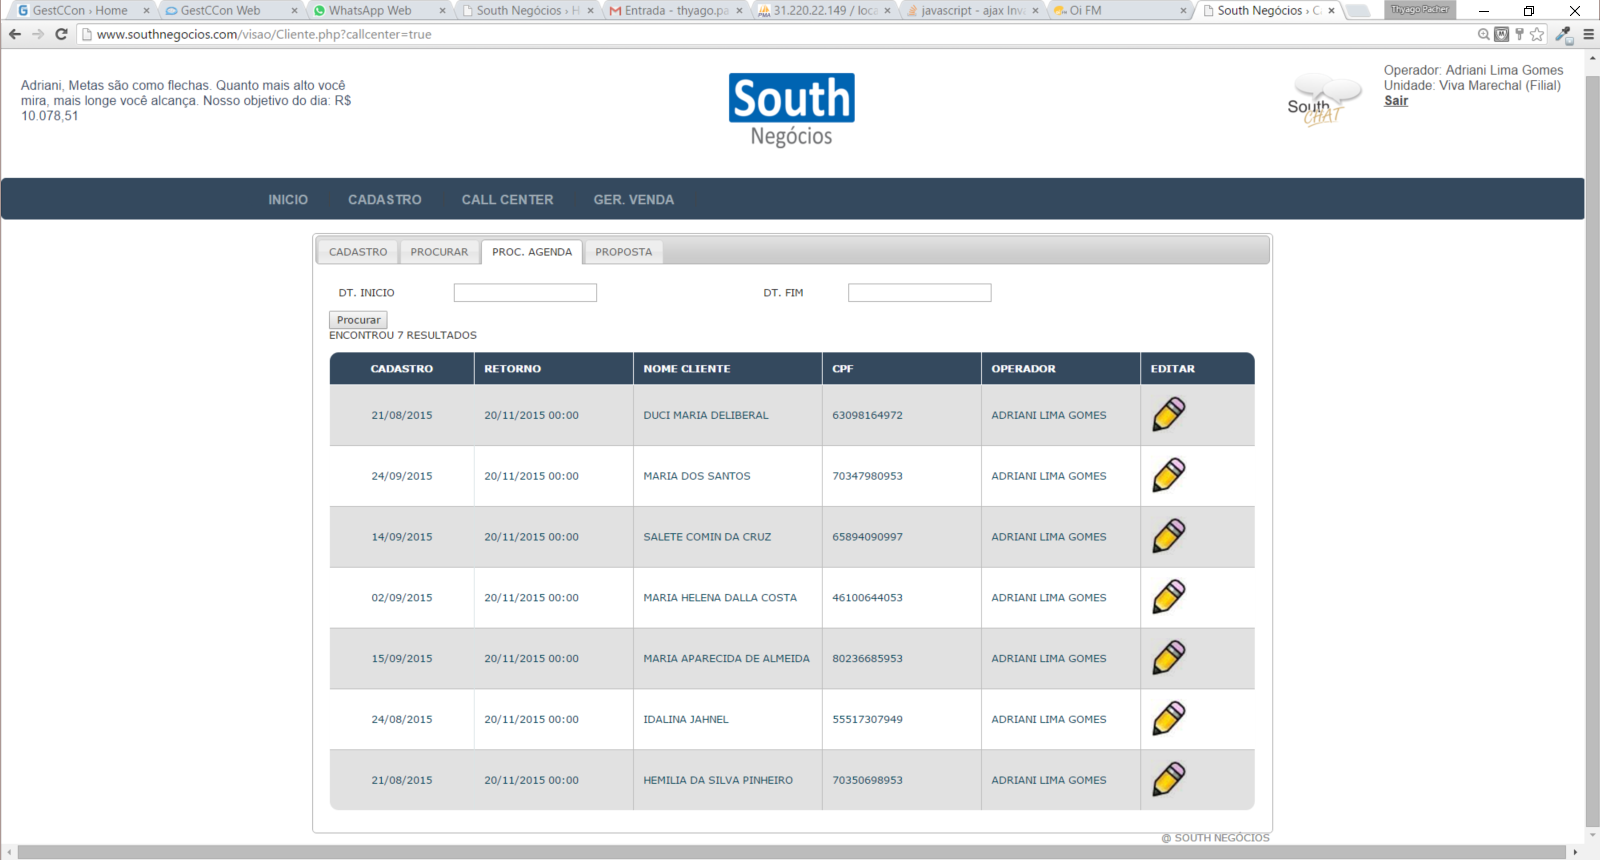 GestCCon › Home
GestCCon Web
WhatsApp Web
South Negócios › H
Entrada - thyago.pa
31.220.22.149 / loca
javascript - ajax Inva
Oi FM
South Negócios › C
Thyago Pacher
www.southnegocios.com/visao/Cliente.php?callcenter=true
Adriani, Metas são como flechas. Quanto mais alto você
mira, mais longe você alcança. Nosso objetivo do dia: R$
10.078,51
South
Negócios
South
CHAT
Operador: Adriani Lima Gomes
Unidade: Viva Marechal (Filial)
Sair
INICIO CADASTRO CALL CENTER GER. VENDA
CADASTRO PROCURAR PROC. AGENDA PROPOSTA
DT. INICIO DT. FIM
Procurar
ENCONTROU 7 RESULTADOS
CADASTRO RETORNO NOME CLIENTE CPF OPERADOR EDITAR
21/08/2015 20/11/2015 00:00 DUCI MARIA DELIBERAL 63098164972 ADRIANI LIMA GOMES
24/09/2015 20/11/2015 00:00 MARIA DOS SANTOS 70347980953 ADRIANI LIMA GOMES
14/09/2015 20/11/2015 00:00 SALETE COMIN DA CRUZ 65894090997 ADRIANI LIMA GOMES
02/09/2015 20/11/2015 00:00 MARIA HELENA DALLA COSTA 46100644053 ADRIANI LIMA GOMES
15/09/2015 20/11/2015 00:00 MARIA APARECIDA DE ALMEIDA 80236685953 ADRIANI LIMA GOMES
24/08/2015 20/11/2015 00:00 IDALINA JAHNEL 55517307949 ADRIANI LIMA GOMES
21/08/2015 20/11/2015 00:00 HEMILIA DA SILVA PINHEIRO 70350698953 ADRIANI LIMA GOMES
@ SOUTH NEGÓCIOS